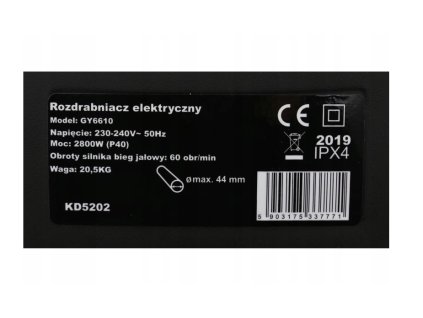 Rozdrabniacz elektryczny
Model: GY6610
Napięcie: 230-240V~ 50Hz
Moc: 2800W (P40)
Obroty silnika bieg jałowy: 60 obr/min
Waga: 20,5KG
ø max. 44 mm
KD5202
CE
2019
IPX4
5 903175 337771